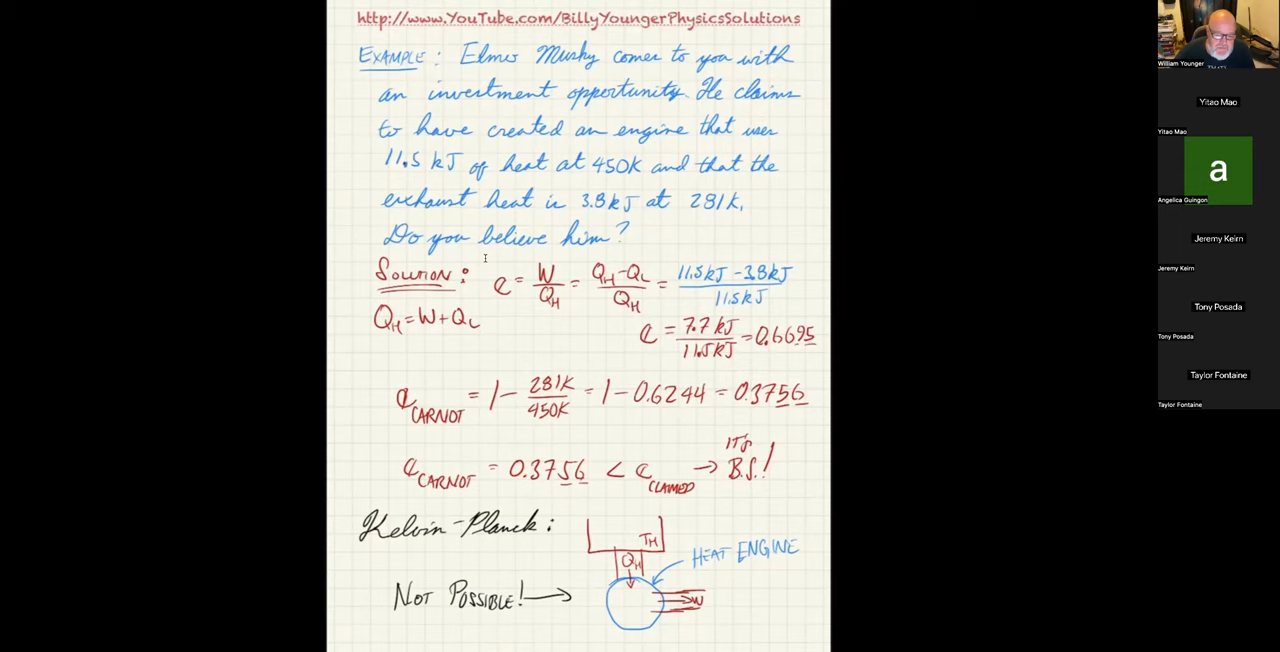 http://www.YouTube.com/BillyYoungerPhysicsSolutions
EXAMPLE: Elmo Musky comes to you with
an investment opportunity. He claims
to have created an engine that uses
11.5 kJ of heat at 450K and that the
exhaust heat is 3.8 kJ at 281K.
Do you believe him?
SOLUTION: e = W/QH = (QH-QL)/QH = (11.5kJ - 3.8kJ)/11.5kJ
QH = W + QL
e = 7.7 kJ/11.5kJ = 0.6695
eCARNOT = 1 - 281K/450K = 1 - 0.6244 = 0.3756
IT'S
eCARNOT = 0.3756 < eCLAIMED → B.S.!
Kelvin-Planck:
TH
QH
HEAT ENGINE
NOT POSSIBLE! →
W
William Younger
Yitao Mao
Yitao Mao
a
Angelica Guingon
Jeremy Keirn
Jeremy Keirn
Tony Posada
Tony Posada
Taylor Fontaine
Taylor Fontaine